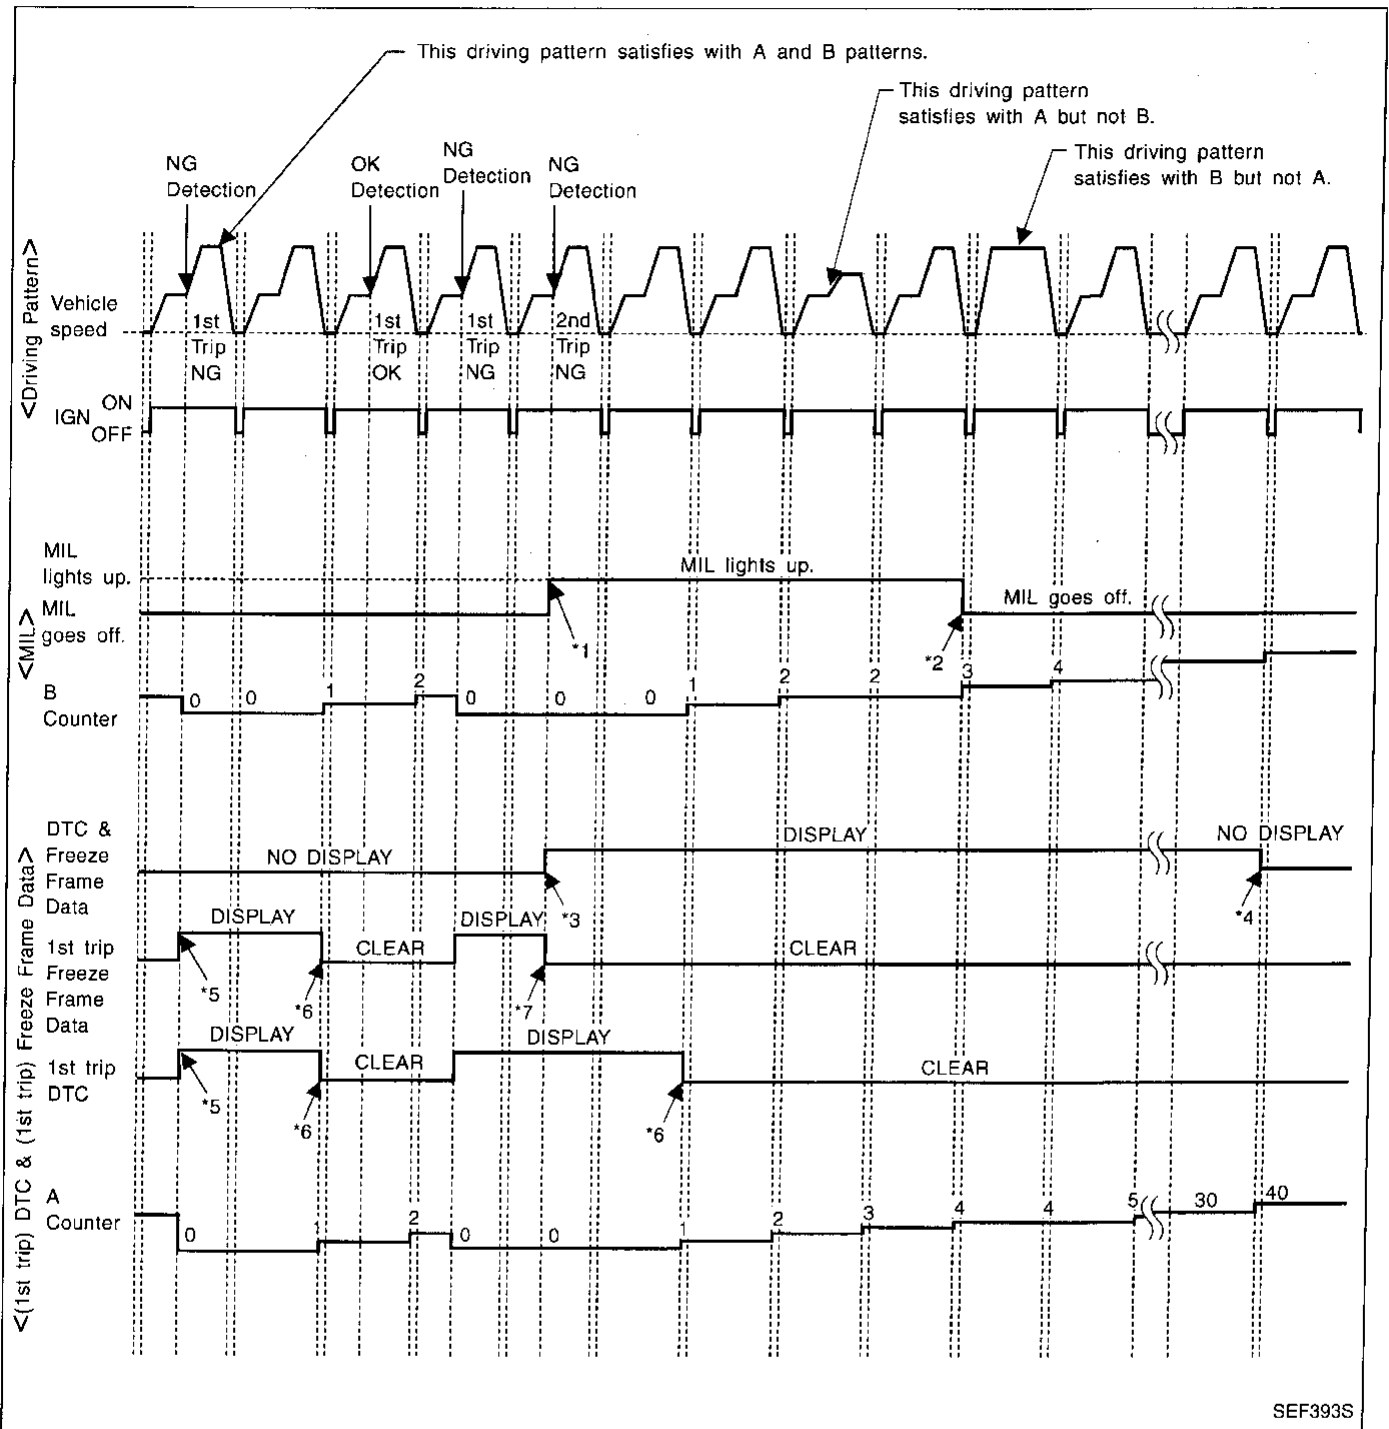 This driving pattern satisfies with A and B patterns.
This driving pattern
satisfies with A but not B.
This driving pattern
satisfies with B but not A.
NG
Detection
OK
Detection
NG
Detection
NG
Detection
<Driving Pattern>
Vehicle
speed
1st
Trip
NG
1st
Trip
OK
1st
Trip
NG
2nd
Trip
NG
IGN ON
OFF
<MIL>
MIL
lights up.
MIL lights up.
MIL
goes off.
MIL goes off.
*1
*2
B
Counter
0 0 1 2 0 0 0 1 2 2 3 4
<(1st trip) DTC & (1st trip) Freeze Frame Data>
DTC &
Freeze
Frame
Data
NO DISPLAY
DISPLAY
NO DISPLAY
*3
*4
1st trip
Freeze
Frame
Data
DISPLAY
CLEAR
DISPLAY
CLEAR
*5
*6
*7
1st trip
DTC
DISPLAY
CLEAR
DISPLAY
CLEAR
*5
*6
*6
A
Counter
0 1 2 0 0 1 2 3 4 4 5 30 40
SEF393S